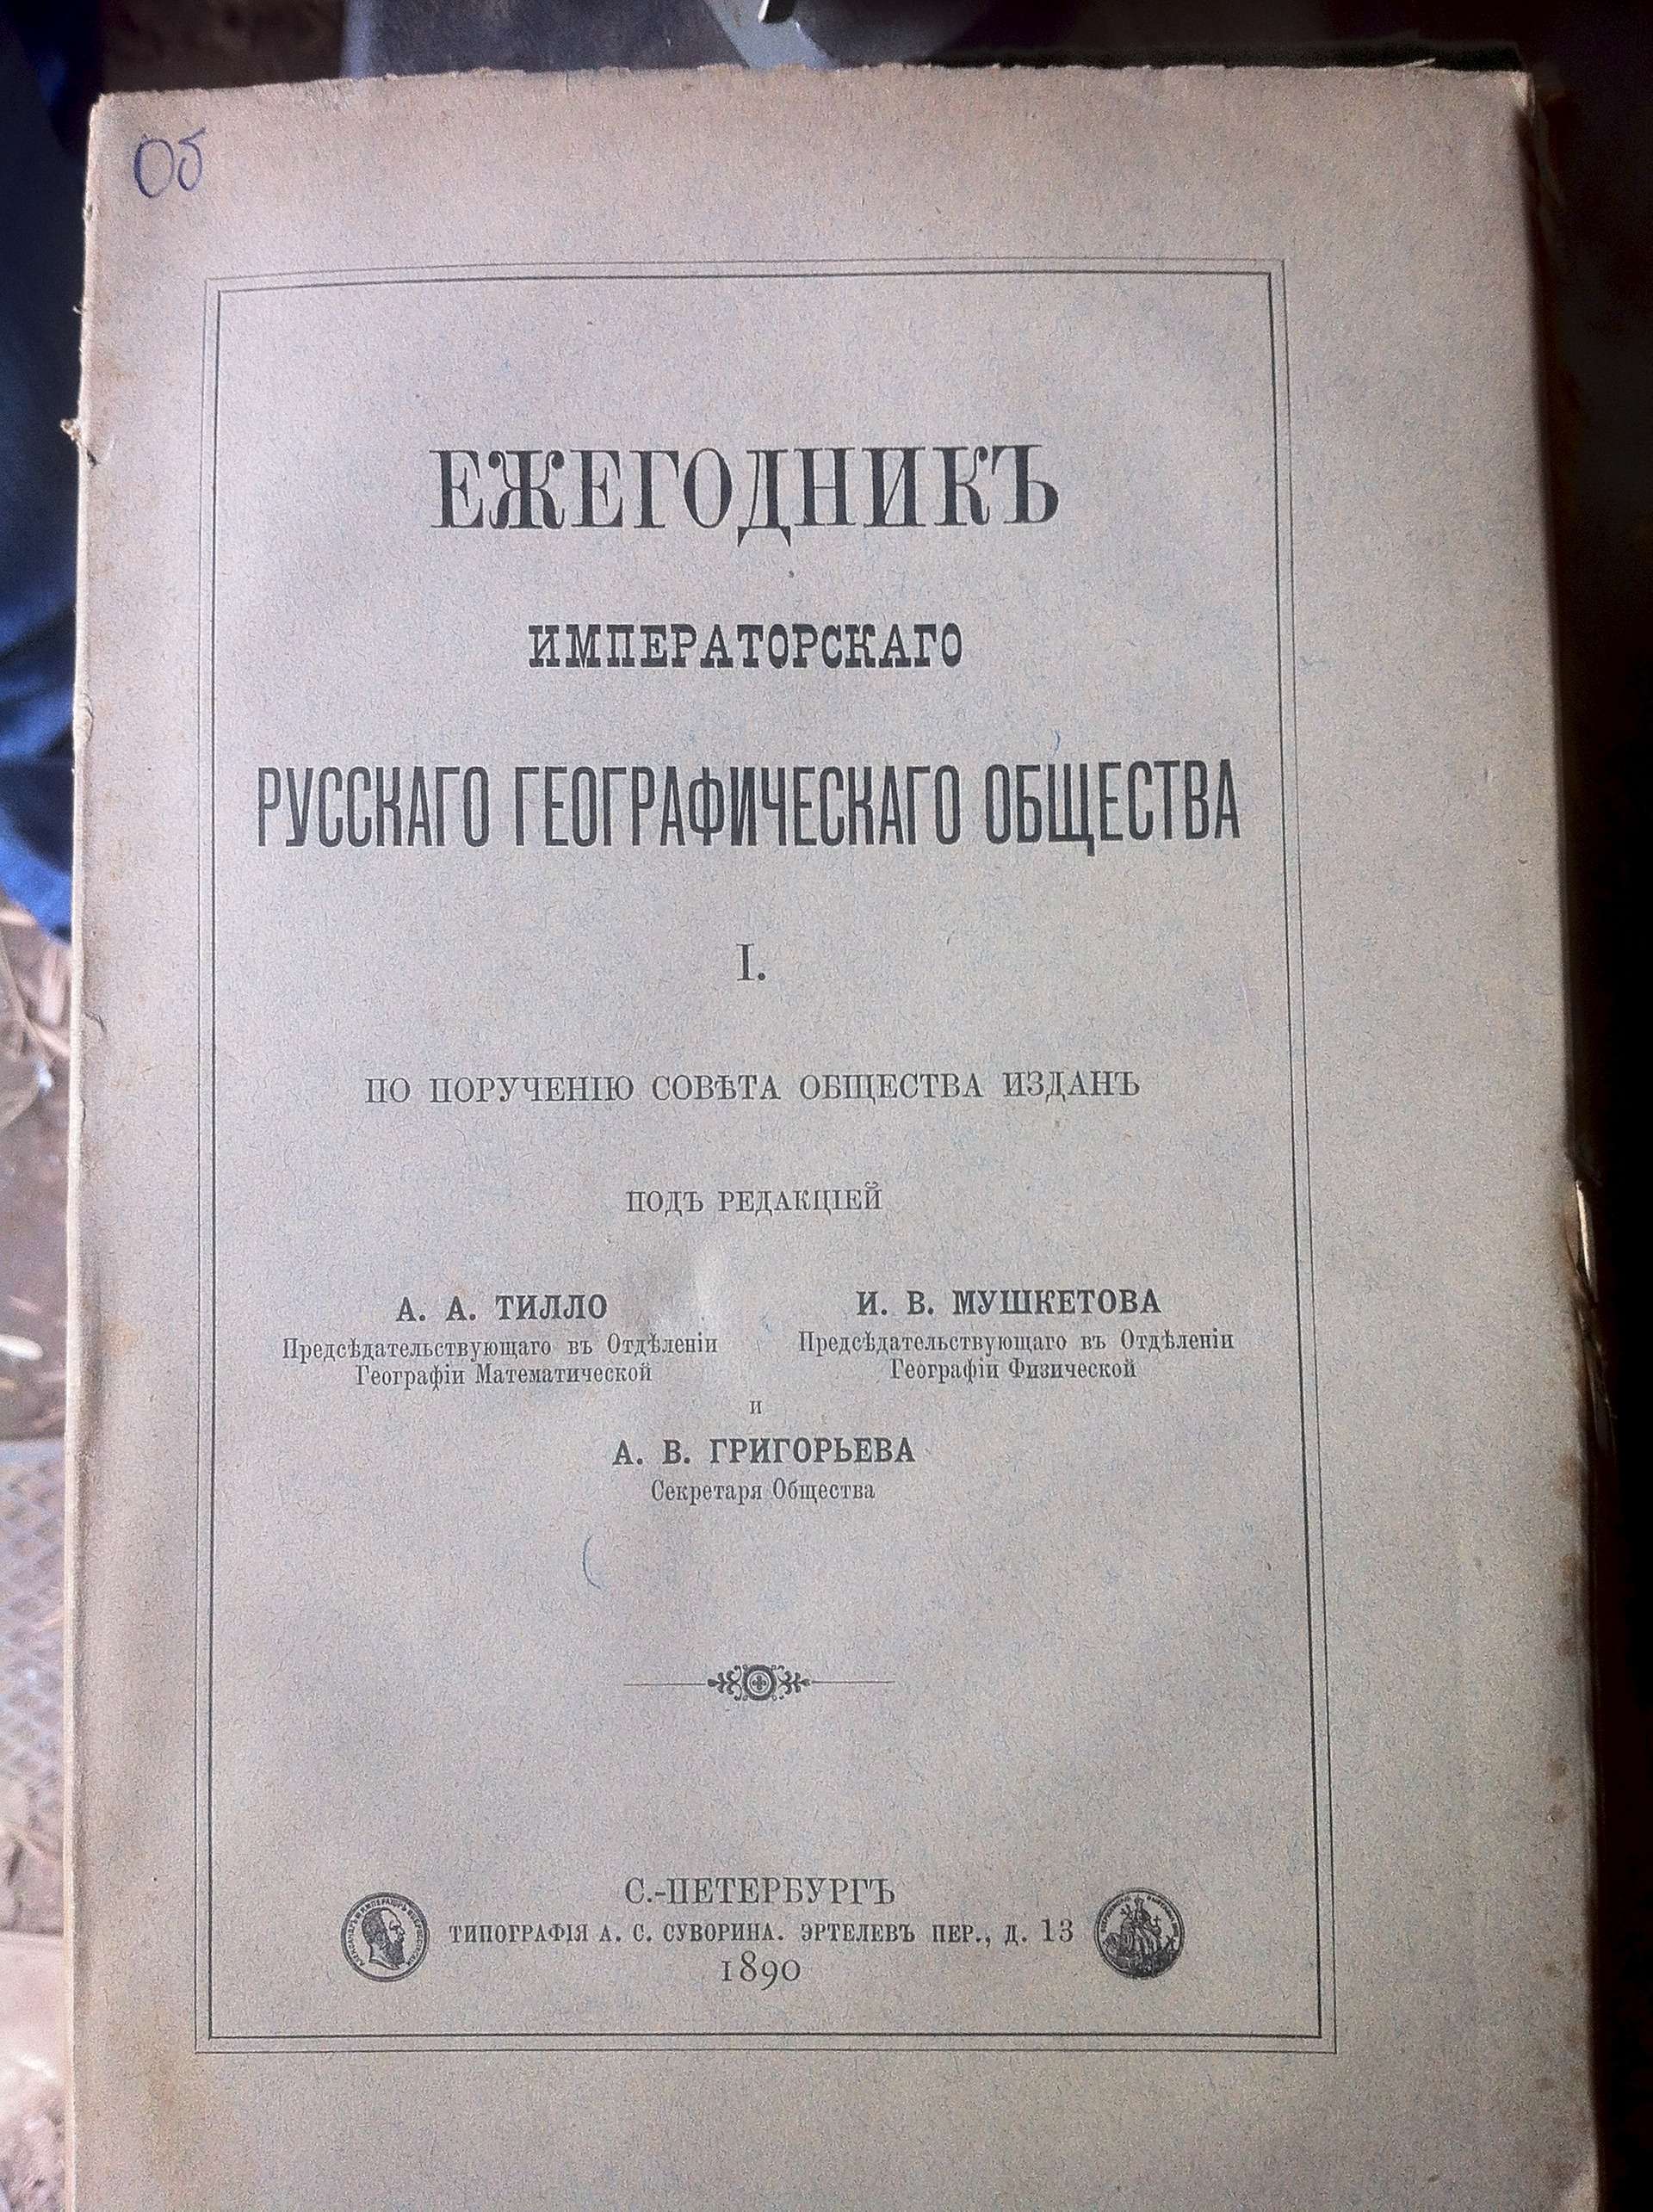 Об
ЕЖЕГОДНИКЪ
ИМПЕРАТОРСКАГО
РУССКАГО ГЕОГРАФИЧЕСКАГО ОБЩЕСТВА
I.
ПО ПОРУЧЕНІЮ СОВѢТА ОБЩЕСТВА ИЗДАНЪ
ПОДЪ РЕДАКЦІЕЙ
А. А. ТИЛЛО
Предсѣдательствующаго въ Отдѣленіи
Географіи Математической
И. В. МУШКЕТОВА
Предсѣдательствующаго въ Отдѣленіи
Географіи Физической
и
А. В. ГРИГОРЬЕВА
Секретаря Общества
С.-ПЕТЕРБУРГЪ
ТИПОГРАФІЯ А. С. СУВОРИНА. ЭРТЕЛЕВЪ ПЕР., Д. 13
1890